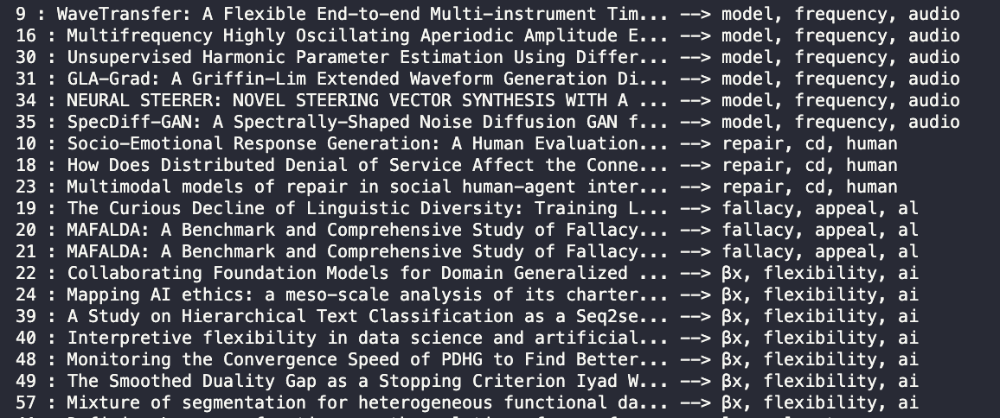 9 : WaveTransfer: A Flexible End-to-end Multi-instrument Tim... --> model, frequency, audio
16 : Multifrequency Highly Oscillating Aperiodic Amplitude E... --> model, frequency, audio
30 : Unsupervised Harmonic Parameter Estimation Using Differ... --> model, frequency, audio
31 : GLA-Grad: A Griffin-Lim Extended Waveform Generation Di... --> model, frequency, audio
34 : NEURAL STEERER: NOVEL STEERING VECTOR SYNTHESIS WITH A ... --> model, frequency, audio
35 : SpecDiff-GAN: A Spectrally-Shaped Noise Diffusion GAN f... --> model, frequency, audio
10 : Socio-Emotional Response Generation: A Human Evaluation... --> repair, cd, human
18 : How Does Distributed Denial of Service Affect the Conne... --> repair, cd, human
23 : Multimodal models of repair in social human-agent inter... --> repair, cd, human
19 : The Curious Decline of Linguistic Diversity: Training L... --> fallacy, appeal, al
20 : MAFALDA: A Benchmark and Comprehensive Study of Fallacy... --> fallacy, appeal, al
21 : MAFALDA: A Benchmark and Comprehensive Study of Fallacy... --> fallacy, appeal, al
22 : Collaborating Foundation Models for Domain Generalized ... --> βx, flexibility, ai
24 : Mapping AI ethics: a meso-scale analysis of its charter... --> βx, flexibility, ai
39 : A Study on Hierarchical Text Classification as a Seq2se... --> βx, flexibility, ai
40 : Interpretive flexibility in data science and artificial... --> βx, flexibility, ai
48 : Monitoring the Convergence Speed of PDHG to Find Better... --> βx, flexibility, ai
49 : The Smoothed Duality Gap as a Stopping Criterion Iyad W... --> βx, flexibility, ai
57 : Mixture of segmentation for heterogeneous functional da... --> βx, flexibility, ai